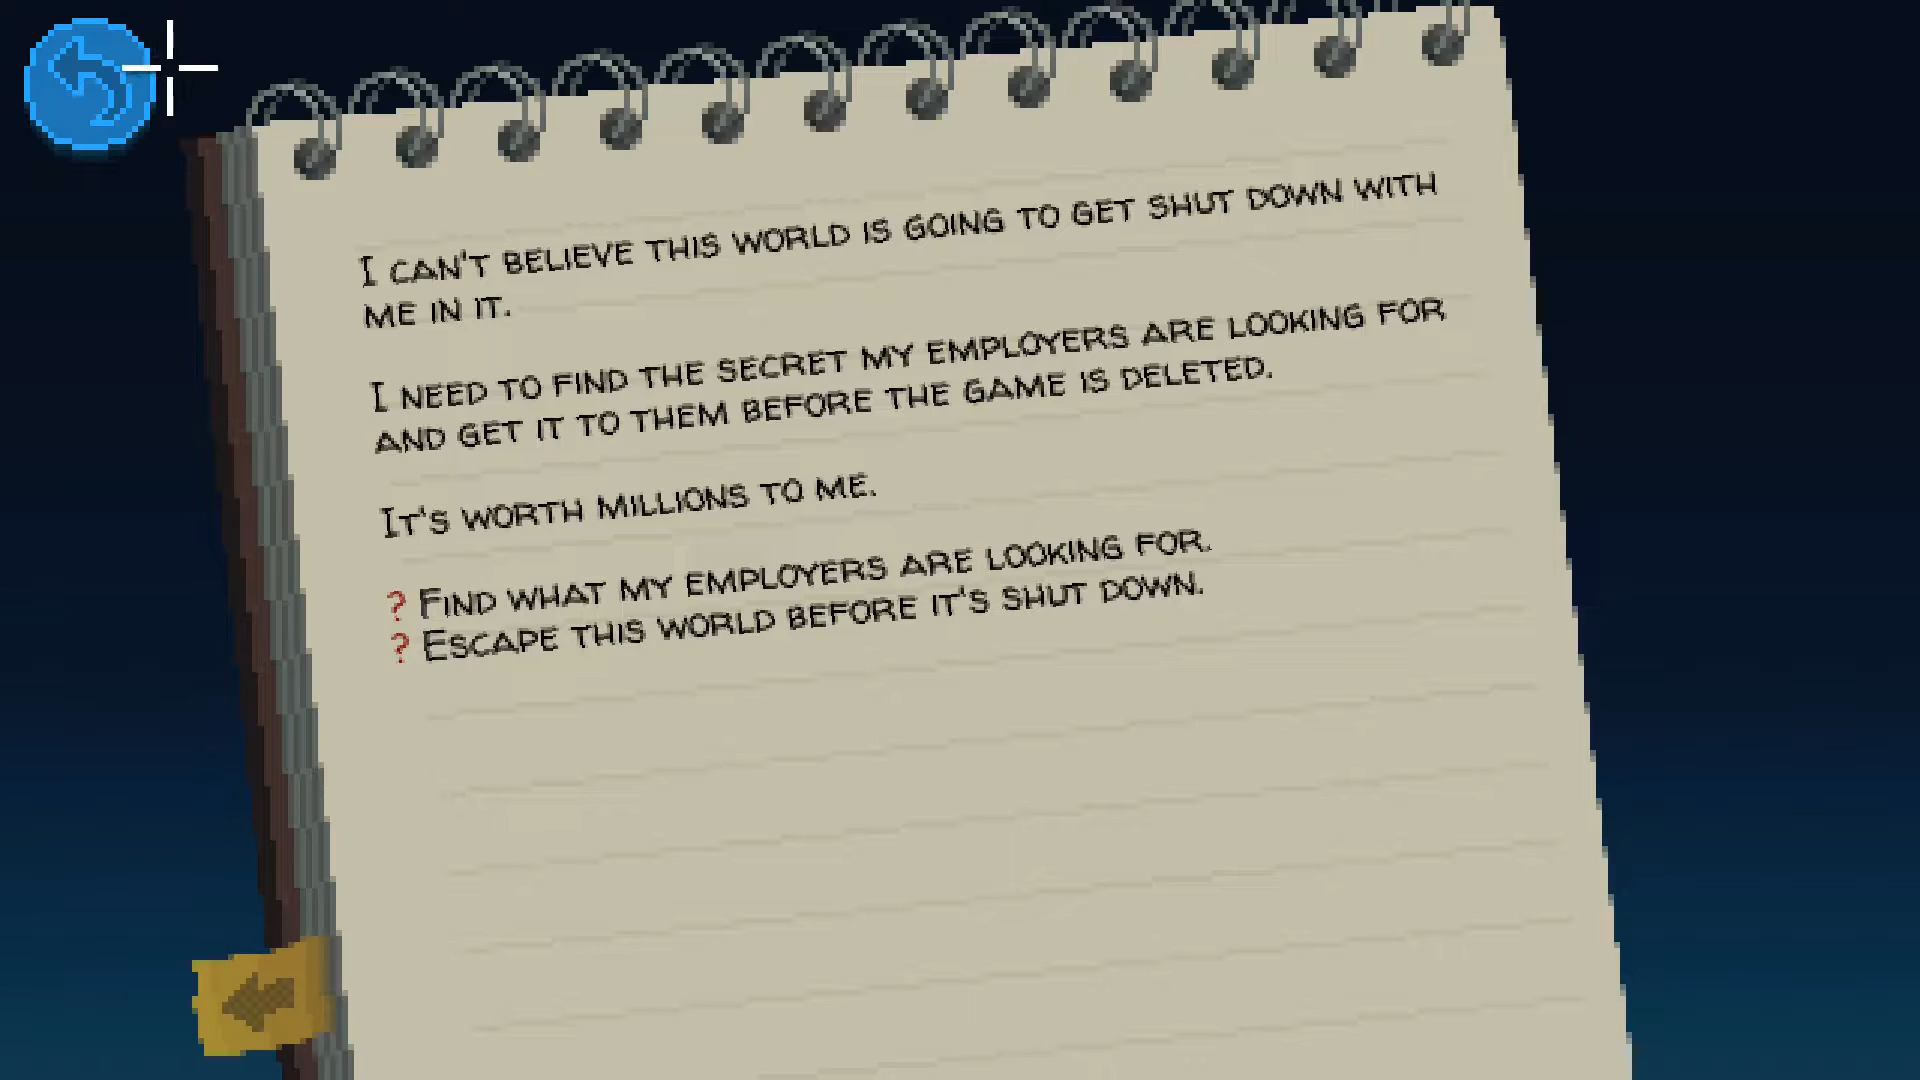 I can't believe this world is going to get shut down with
me in it.
I need to find the secret my employers are looking for
and get it to them before the game is deleted.
It's worth millions to me.
? Find what my employers are looking for.
? Escape this world before it's shut down.